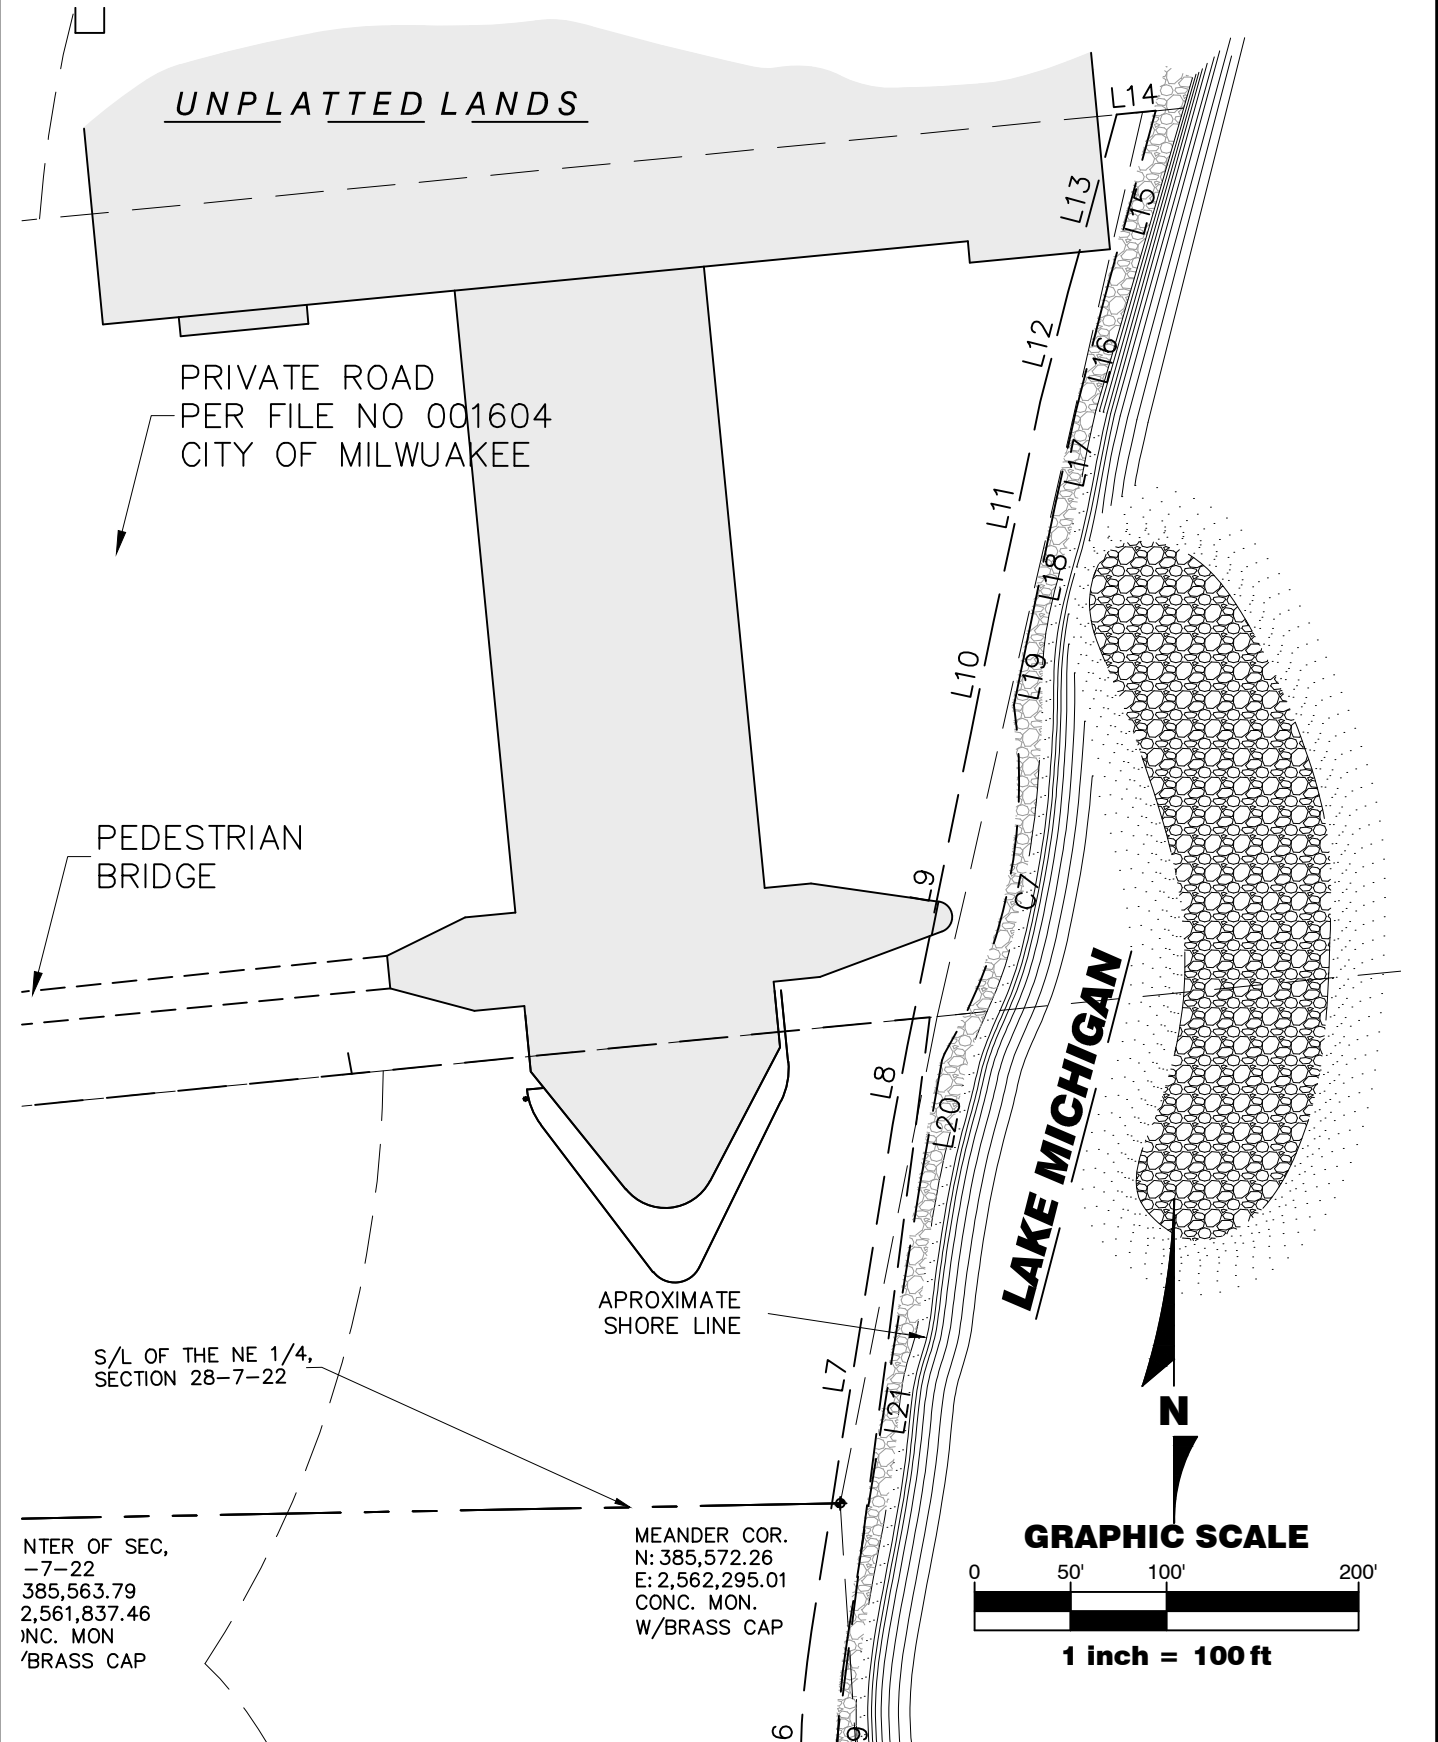 UNPLATTED LANDS
L14
L13
L15
L12
L16
PRIVATE ROAD
PER FILE NO 001604
CITY OF MILWUAKEE
L17
L11
L18
L10
L19
PEDESTRIAN
BRIDGE
9
C7
LAKE MICHIGAN
L8
L20
APROXIMATE
SHORE LINE
S/L OF THE NE 1/4,
SECTION 28-7-22
L7
L21
N
NTER OF SEC,
-7-22
385,563.79
2,561,837.46
NC. MON
/BRASS CAP
MEANDER COR.
N: 385,572.26
E: 2,562,295.01
CONC. MON.
W/BRASS CAP
GRAPHIC SCALE
0 50' 100' 200'
1 inch = 100 ft
6
9